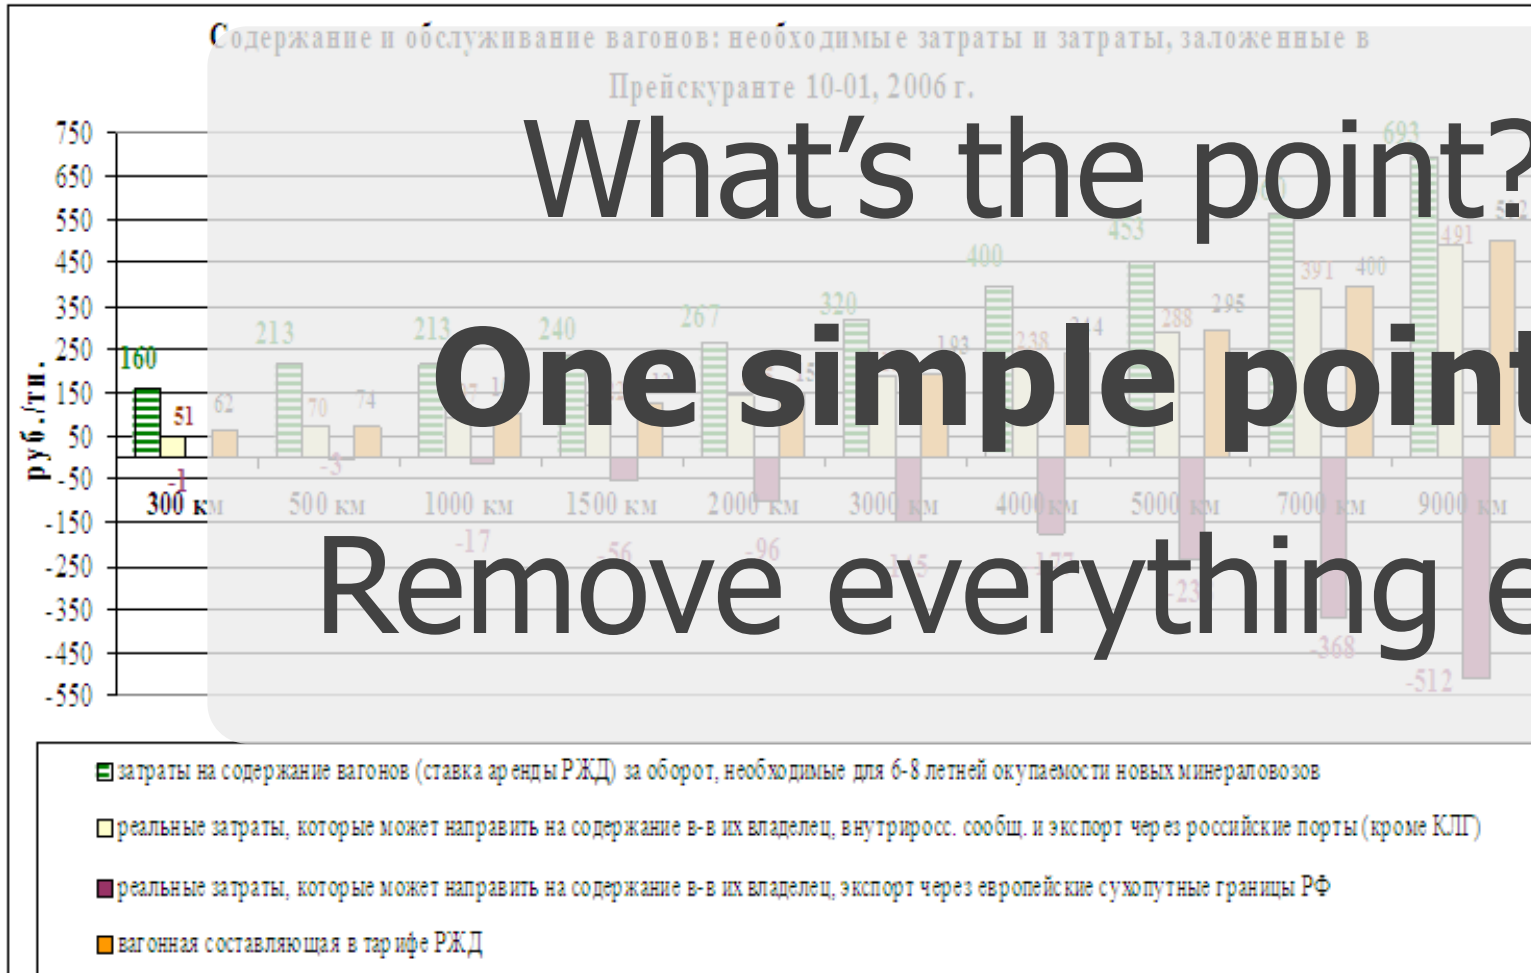 Содержание и обслуживание вагонов: необходимые затраты и затраты, заложенные в
Прейскуранте 10-01, 2006 г.
What's the point?
One simple point
Remove everything
руб./тн.
750
650
550
450
350
250
150
50
-50
-150
-250
-350
-450
-550
160
51
-1
62
213
70
-3
74
213
-17
240
-56
267
-96
320
193
400
238
-177
453
288
295
391
400
-368
693
491
-512
300 км
500 км
1000 км
1500 км
2000 км
3000 км
4000 км
5000 км
7000 км
9000 км
затраты на содержание вагонов (ставка аренды РЖД) за оборот, необходимые для 6-8 летней окупаемости новых минераловозов
реальные затраты, которые может направить на содержание в-в их владелец, внутриросс. сообщ. и экспорт через российские порты (кроме КЛГ)
реальные затраты, которые может направить на содержание в-в их владелец, экспорт через европейские сухопутные границы РФ
вагонная составляющая в тарифе РЖД